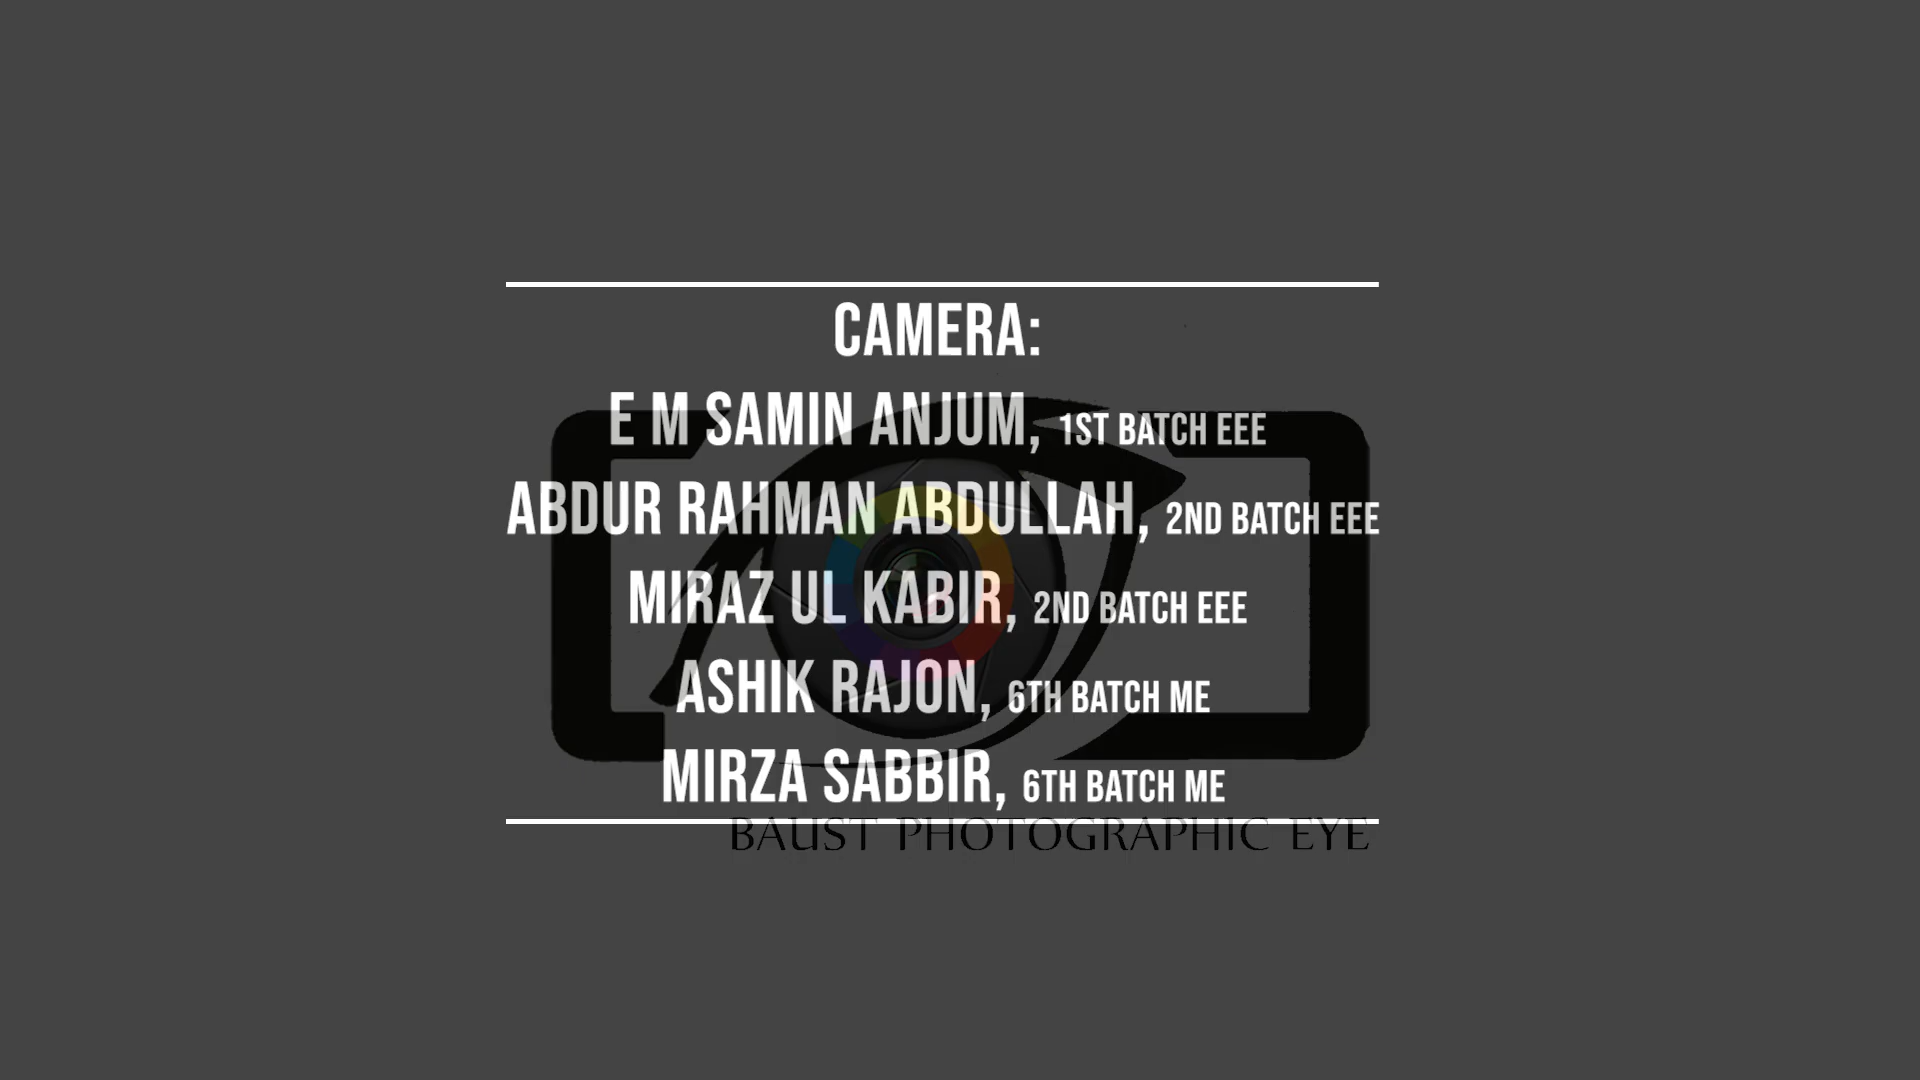 CAMERA:
E M SAMIN ANJUM, 1ST BATCH EEE
ABDUR RAHMAN ABDULLAH, 2ND BATCH EEE
MIRAZ UL KABIR, 2ND BATCH EEE
ASHIK RAJON, 6TH BATCH ME
MIRZA SABBIR, 6TH BATCH ME
BAUST PHOTOGRAPHIC EYE